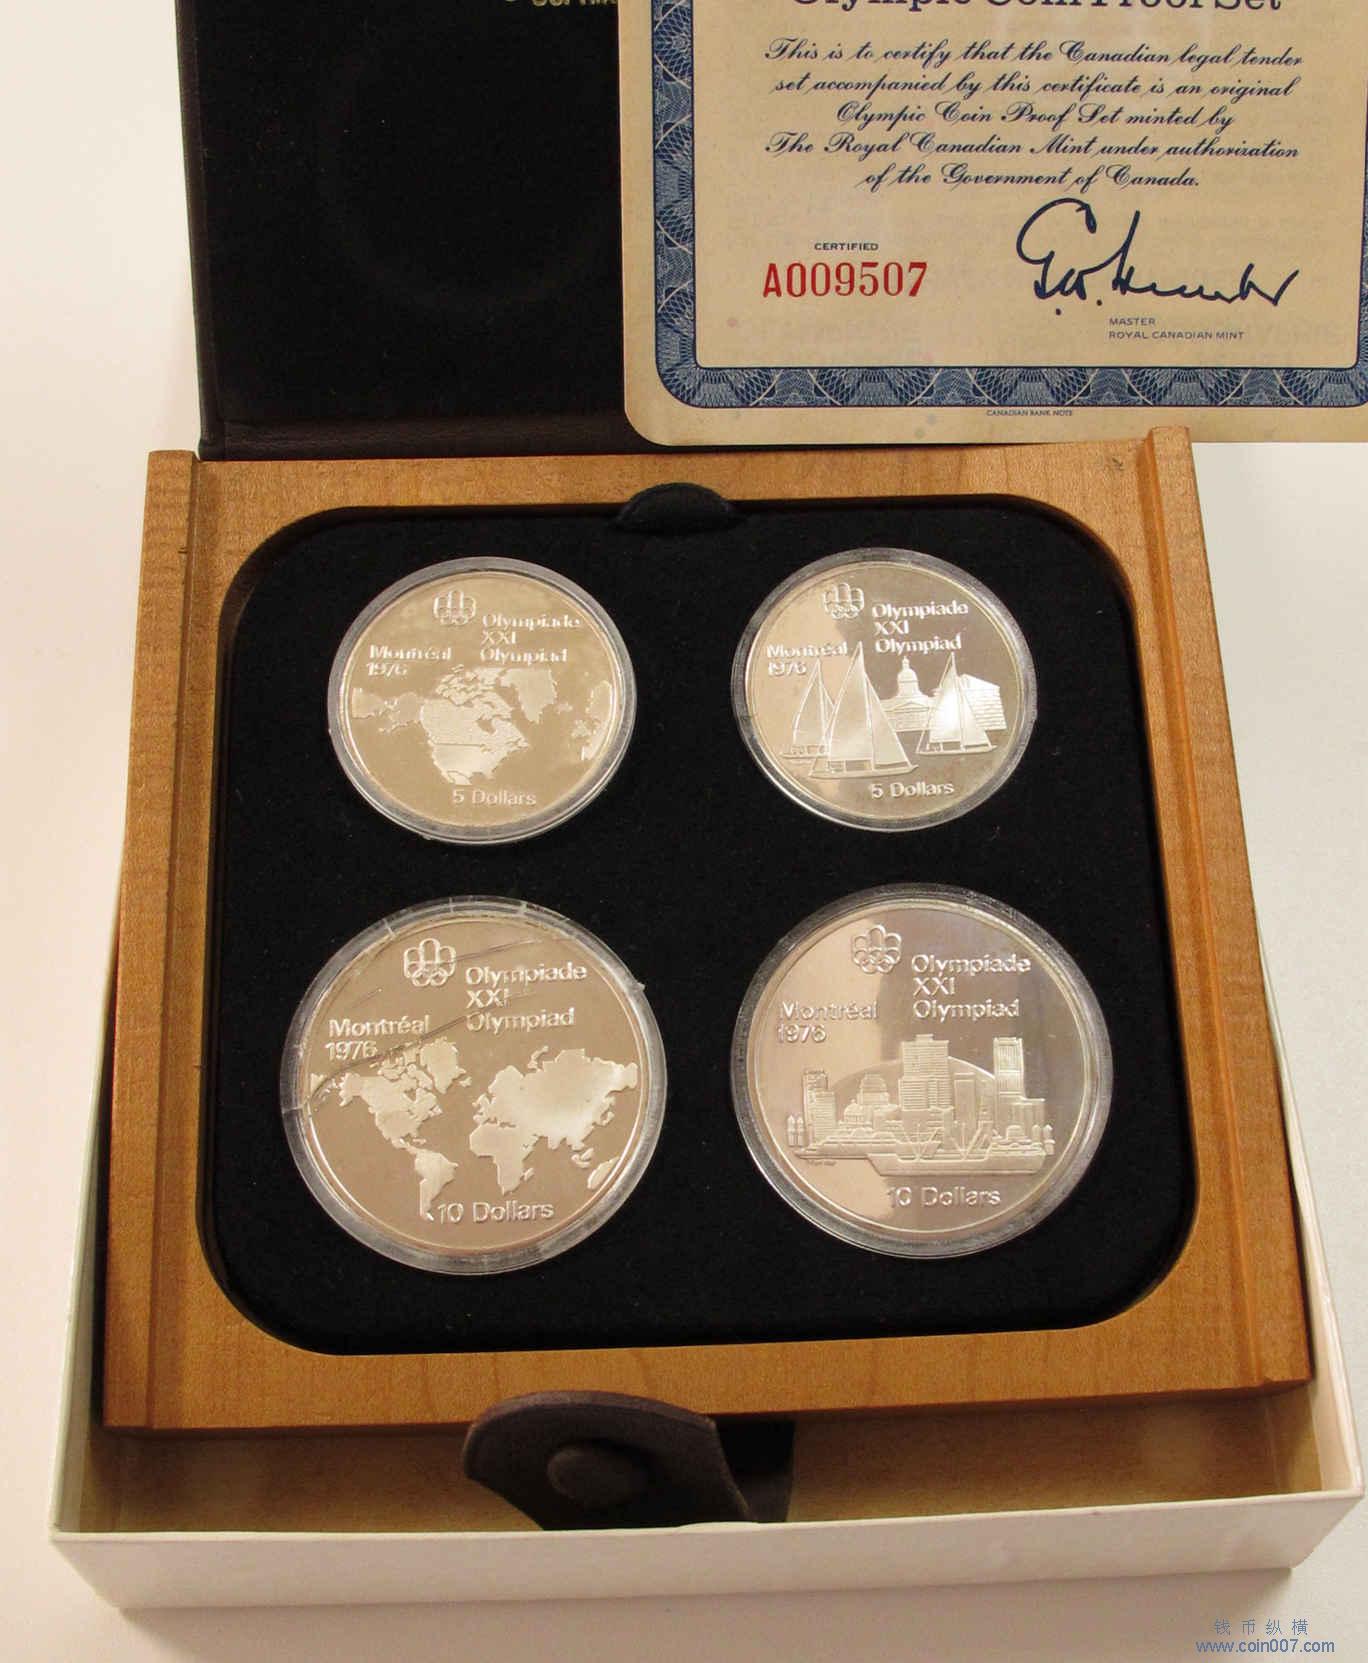 Olympic Coin Proof Set
This is to certify that the Canadian legal tender
set accompanied by this certificate is an original
Olympic Coin Proof Set minted by
The Royal Canadian Mint under authorization
of the Government of Canada.
CERTIFIED
A009507
MASTER
ROYAL CANADIAN MINT
CANADIAN BANK NOTE
Olympiade
XXI
Montréal Olympiad
1976
5 Dollars
Olympiade
XXI
Montréal Olympiad
1976
5 Dollars
Olympiade
XXI
Montréal Olympiad
1976
10 Dollars
Olympiade
XXI
Montréal Olympiad
1976
10 Dollars
钱币纵横
www.coin007.com